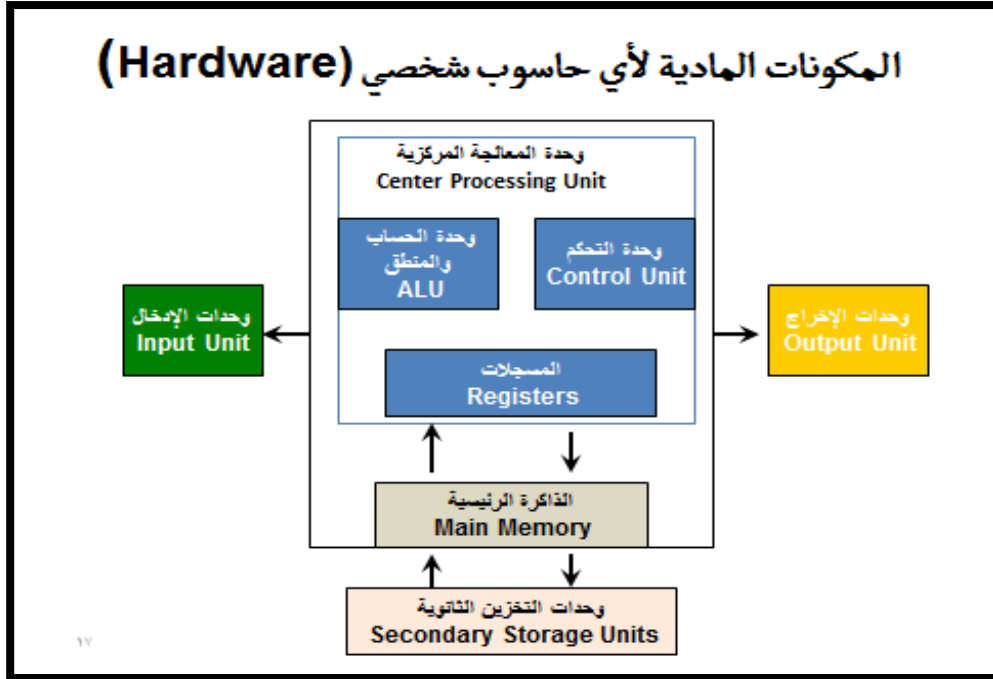 المكونات المادية لأي حاسوب شخصي (Hardware)
وحدة المعالجة المركزية
Center Processing Unit
وحدة التحكم
Control Unit
وحدة الحساب
والمنطق
ALU
وحدات الإخراج
Output Unit
وحدات الإدخال
Input Unit
المسجلات
Registers
الذاكرة الرئيسية
Main Memory
وحدات التخزين الثانوية
Secondary Storage Units
١٧